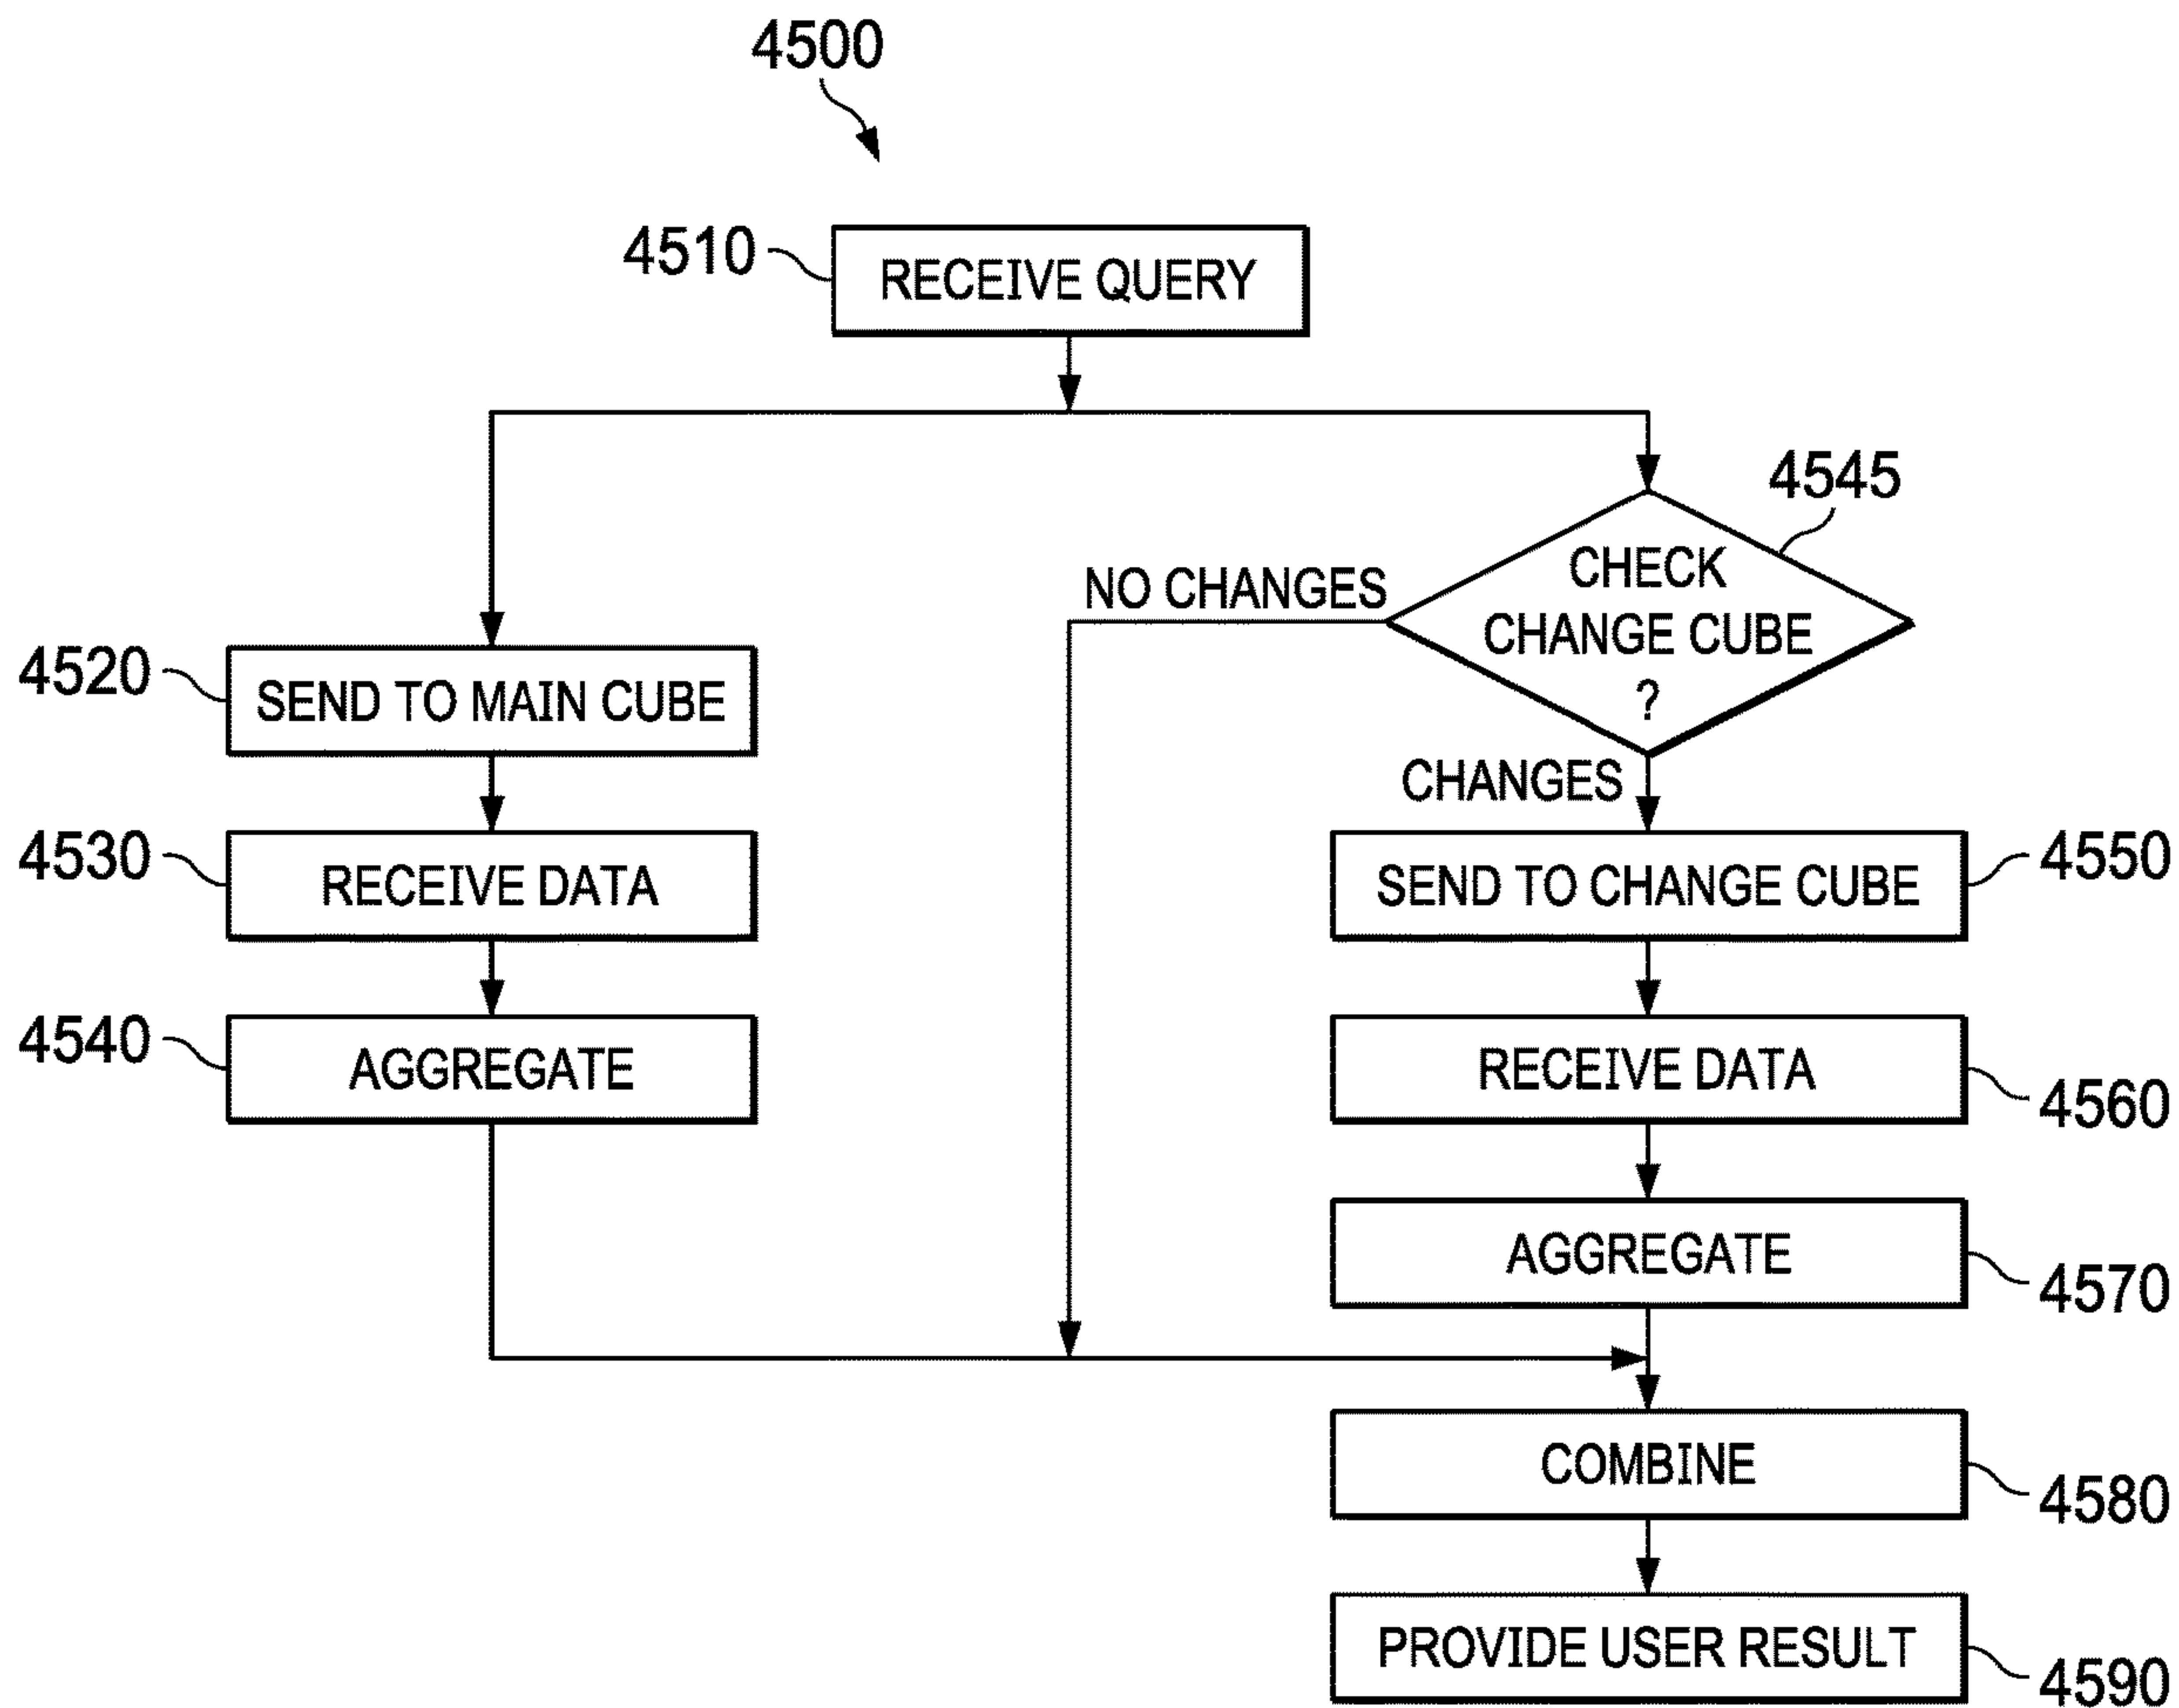 4500
4510
RECEIVE QUERY
4545
CHECK
CHANGE CUBE
?
NO CHANGES
CHANGES
4520
SEND TO MAIN CUBE
4530
RECEIVE DATA
4540
AGGREGATE
SEND TO CHANGE CUBE
4550
RECEIVE DATA
4560
AGGREGATE
4570
COMBINE
4580
PROVIDE USER RESULT
4590